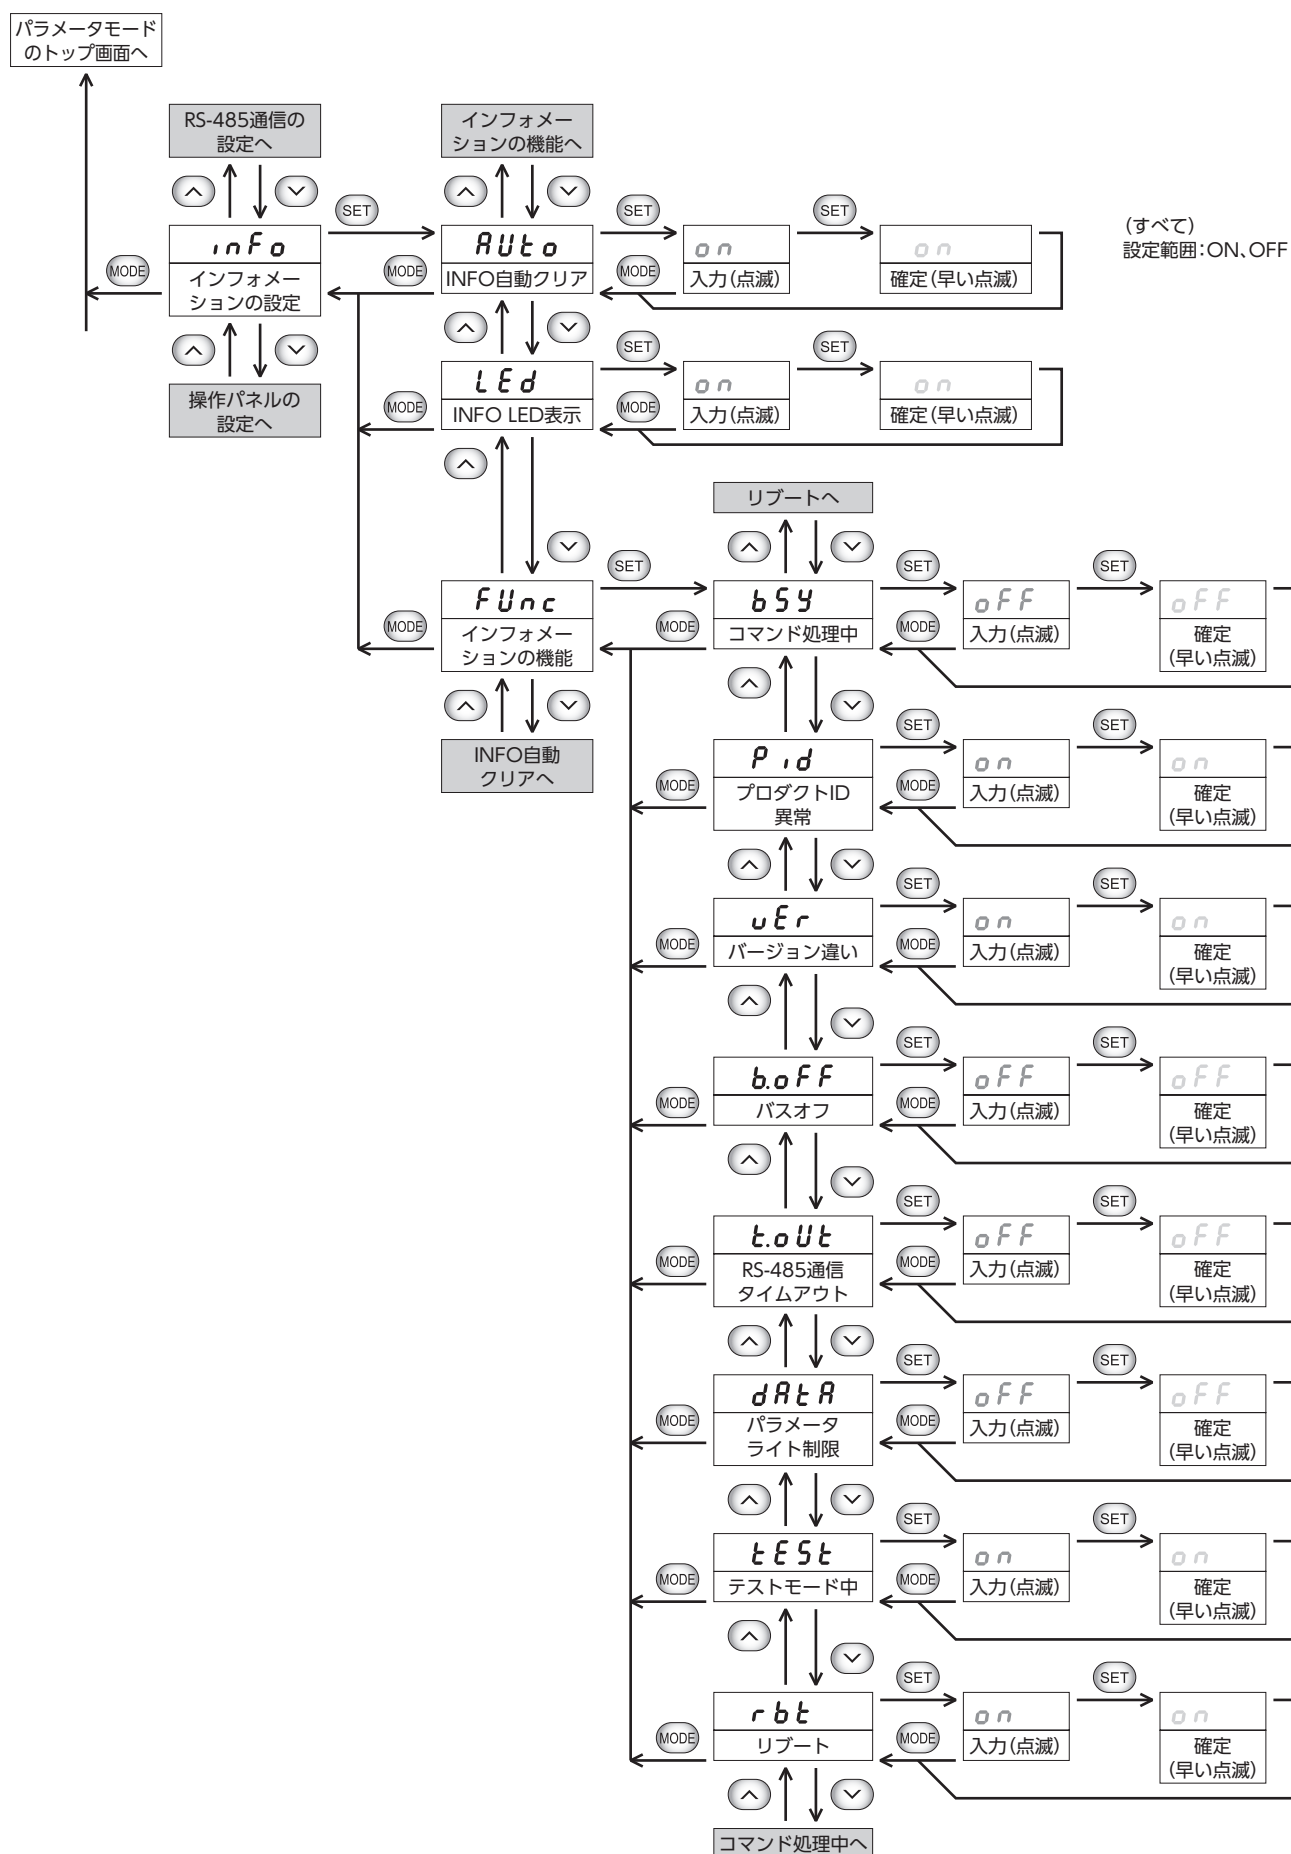 パラメータモード
のトップ画面へ
RS-485通信の
設定へ
インフォメー
ションの機能へ
SET
SET
SET
(すべて)
設定範囲:ON、OFF
inFo
インフォメー
ションの設定
MODE
AUto
INFO自動クリア
MODE
on
入力(点滅)
MODE
on
確定(早い点滅)
操作パネルの
設定へ
SET
SET
LEd
INFO LED表示
MODE
on
入力(点滅)
MODE
on
確定(早い点滅)
リブートへ
SET
SET
SET
FUnc
インフォメー
ションの機能
MODE
bSY
コマンド処理中
MODE
oFF
入力(点滅)
MODE
oFF
確定
(早い点滅)
INFO自動
クリアへ
SET
SET
Pid
プロダクトID
異常
MODE
on
入力(点滅)
MODE
on
確定
(早い点滅)
SET
SET
vEr
バージョン違い
MODE
on
入力(点滅)
MODE
on
確定
(早い点滅)
SET
SET
b.oFF
バスオフ
MODE
oFF
入力(点滅)
MODE
oFF
確定
(早い点滅)
SET
SET
t.oUt
RS-485通信
タイムアウト
MODE
oFF
入力(点滅)
MODE
oFF
確定
(早い点滅)
SET
SET
dAtA
パラメータ
ライト制限
MODE
oFF
入力(点滅)
MODE
oFF
確定
(早い点滅)
SET
SET
tESt
テストモード中
MODE
on
入力(点滅)
MODE
on
確定
(早い点滅)
SET
SET
rbt
リブート
MODE
on
入力(点滅)
MODE
on
確定
(早い点滅)
コマンド処理中へ